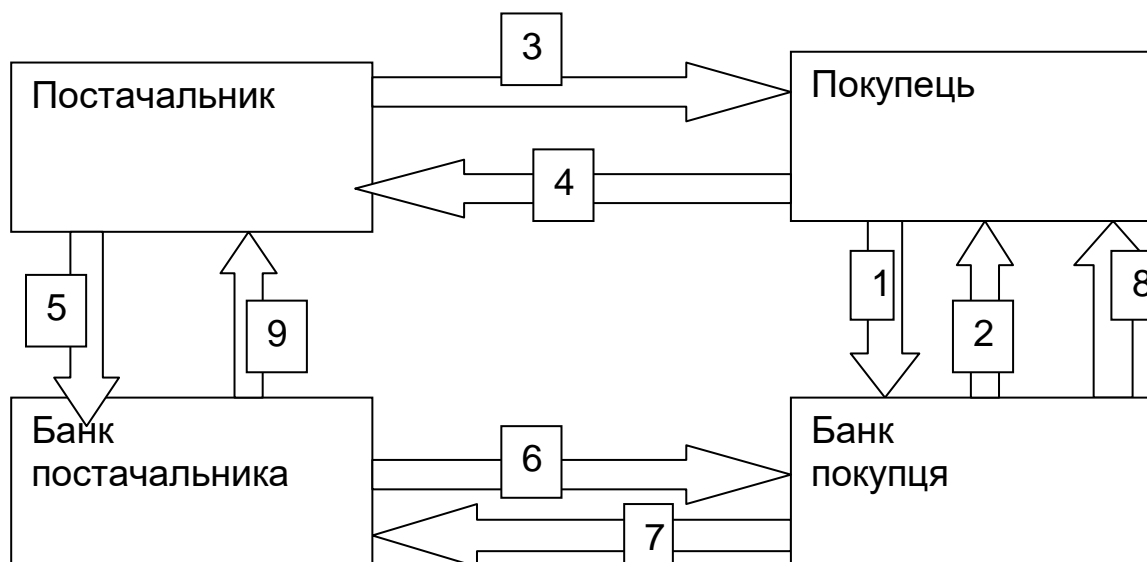 3
Постачальник
Покупець
4
5
9
1
2
8
Банк
постачальника
6
Банк
покупця
7